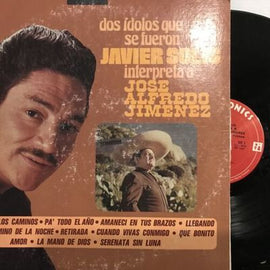 dos ídolos que
se fueron
JAVIER SOLIS
interpreta a
JOSE
ALFREDO
JIMENEZ
LOS CAMINOS • PA' TODO EL AÑO • AMANECI EN TUS BRAZOS • LLEGANDO
MINO DE LA NOCHE • RETIRADA • CUANDO VIVAS CONMIGO • QUE BONITO
AMOR • LA MANO DE DIOS • SERENATA SIN LUNA
RONICS